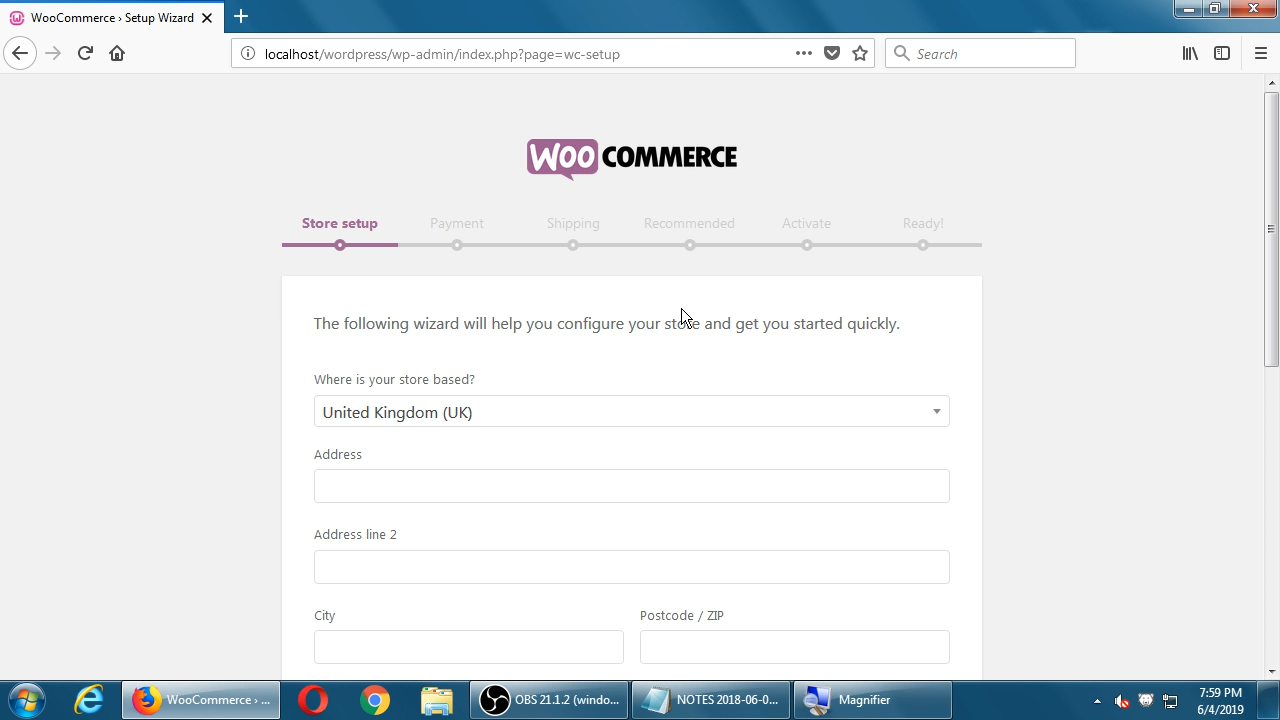 WooCommerce › Setup Wizard
localhost/wordpress/wp-admin/index.php?page=wc-setup
Search
WOO COMMERCE
Store setup
Payment
Shipping
Recommended
Activate
Ready!
The following wizard will help you configure your store and get you started quickly.
Where is your store based?
United Kingdom (UK)
Address
Address line 2
City
Postcode / ZIP
WooCommerce › ...
OBS 21.1.2 (windo...
NOTES 2018-06-0...
Magnifier
7:59 PM
6/4/2019